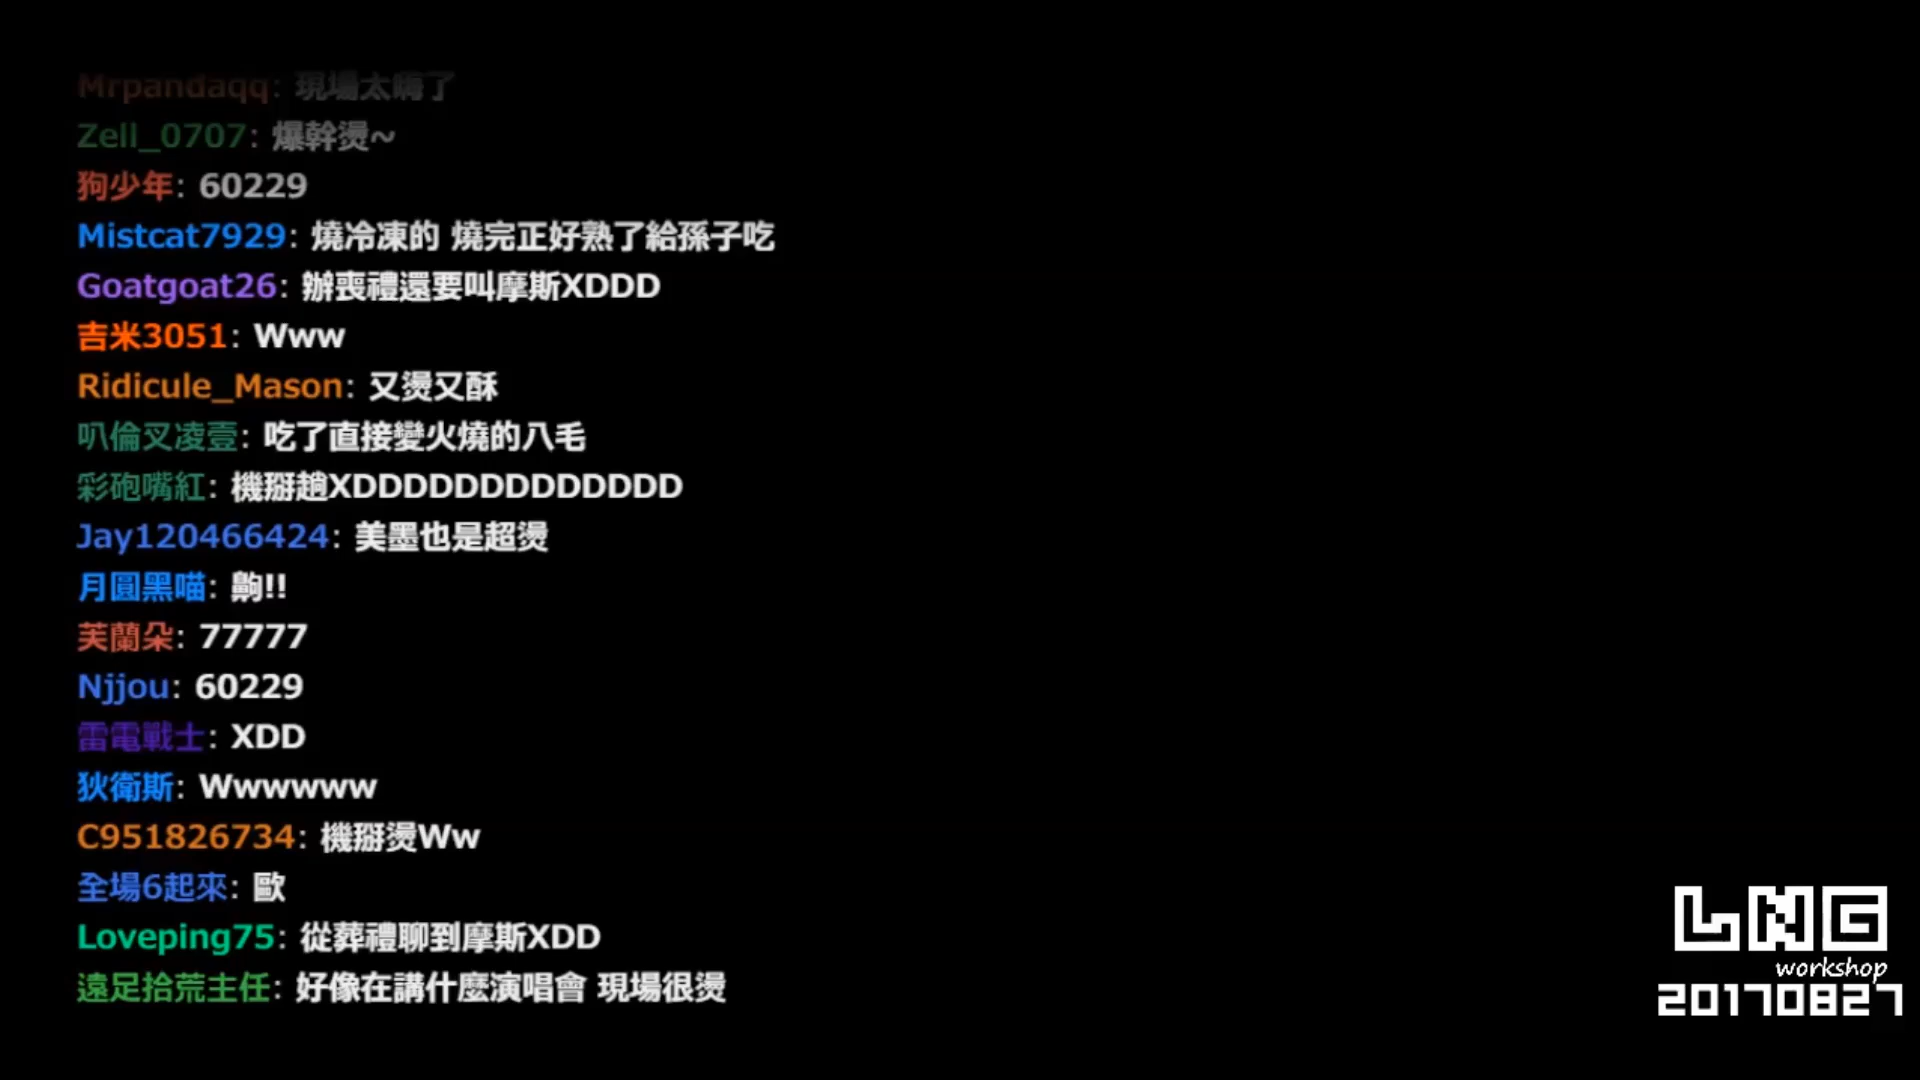 Mrpandaqq: 現場太嗨了
Zell_0707: 爆幹燙~
狗少年: 60229
Mistcat7929: 燒冷凍的 燒完正好熟了給孫子吃
Goatgoat26: 辦喪禮還要叫摩斯XDDD
吉米3051: Www
Ridicule_Mason: 又燙又酥
叭倫叉凌壹: 吃了直接變火燒的八毛
彩砲嘴紅: 機掰趟XDDDDDDDDDDDDD
Jay120466424: 美墨也是超燙
月圓黑喵: 齁!!
芙蘭朵: 77777
Njjou: 60229
雷電戰士: XDD
狄衛斯: Wwwwww
C951826734: 機掰燙Ww
全場6起來: 歐
Loveping75: 從葬禮聊到摩斯XDD
遠足拾荒主任: 好像在講什麼演唱會 現場很燙
LNG
workshop
20170827